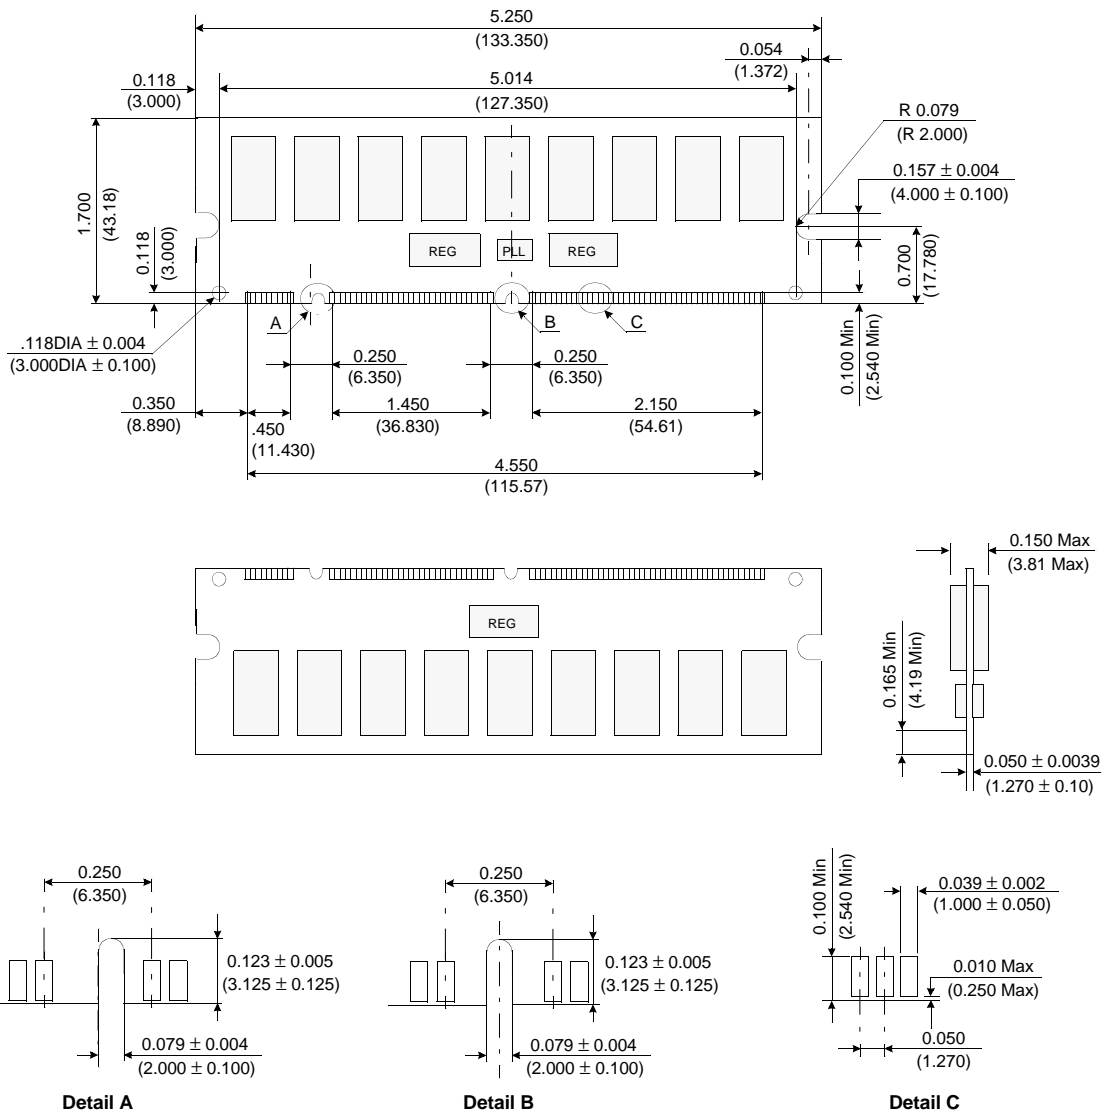 5.250
(133.350)
0.054
(1.372)
0.118
(3.000)
5.014
(127.350)
R 0.079
(R 2.000)
0.157 ± 0.004
(4.000 ± 0.100)
1.700
(43.18)
0.118
(3.000)
REG
PLL
REG
0.700
(17.780)
A
B
C
.118DIA ± 0.004
(3.000DIA ± 0.100)
0.250
(6.350)
0.250
(6.350)
0.100 Min
(2.540 Min)
0.350
(8.890)
.450
(11.430)
1.450
(36.830)
2.150
(54.61)
4.550
(115.57)
0.150 Max
(3.81 Max)
REG
0.165 Min
(4.19 Min)
0.050 ± 0.0039
(1.270 ± 0.10)
0.250
(6.350)
0.123 ± 0.005
(3.125 ± 0.125)
0.079 ± 0.004
(2.000 ± 0.100)
Detail A
0.250
(6.350)
0.123 ± 0.005
(3.125 ± 0.125)
0.079 ± 0.004
(2.000 ± 0.100)
Detail B
0.100 Min
(2.540 Min)
0.039 ± 0.002
(1.000 ± 0.050)
0.010 Max
(0.250 Max)
0.050
(1.270)
Detail C